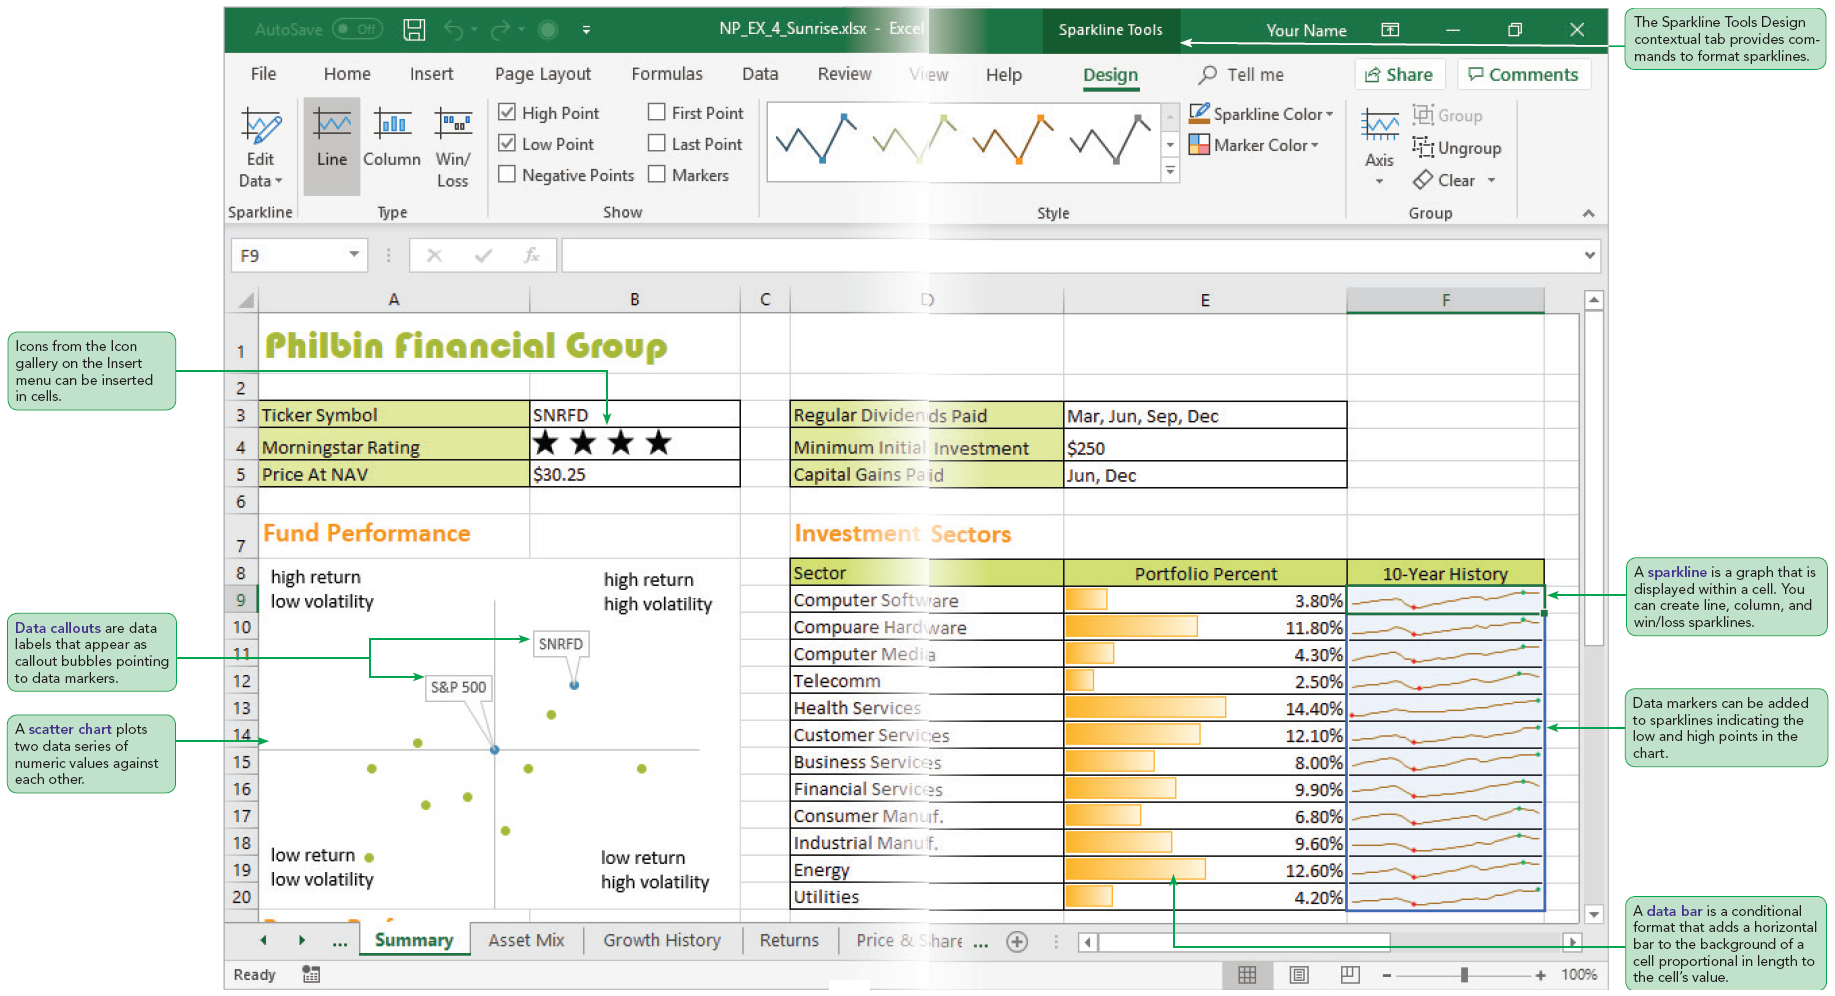 AutoSave Off
NP_EX_4_Sunrise.xlsx - Excel
Sparkline Tools
Your Name
The Sparkline Tools Design
contextual tab provides com-
mands to format sparklines.
File Home Insert Page Layout Formulas Data Review View Help Design Tell me Share Comments
Edit
Data
Line
Column
Win/
Loss
High Point First Point
Low Point Last Point
Negative Points Markers
Sparkline Color
Marker Color
Axis
Group
Ungroup
Clear
Sparkline Type Show Style Group
F9 fx
A B C D E F
1 Philbin Financial Group
Icons from the Icon
gallery on the Insert
menu can be inserted
in cells.
2
3 Ticker Symbol SNRFD Regular Dividends Paid Mar, Jun, Sep, Dec
4 Morningstar Rating ★ ★ ★ ★ Minimum Initial Investment $250
5 Price At NAV $30.25 Capital Gains Paid Jun, Dec
6
7 Fund Performance Investment Sectors
high return
low volatility
high return
high volatility
SNRFD
S&P 500
low return
low volatility
low return
high volatility
Data callouts are data
labels that appear as
callout bubbles pointing
to data markers.
A scatter chart plots
two data series of
numeric values against
each other.
8 Sector Portfolio Percent 10-Year History
9 Computer Software 3.80%
10 Compuare Hardware 11.80%
11 Computer Media 4.30%
12 Telecomm 2.50%
13 Health Services 14.40%
14 Customer Services 12.10%
15 Business Services 8.00%
16 Financial Services 9.90%
17 Consumer Manuf. 6.80%
18 Industrial Manuf. 9.60%
19 Energy 12.60%
20 Utilities 4.20%
A sparkline is a graph that is
displayed within a cell. You
can create line, column, and
win/loss sparklines.
Data markers can be added
to sparklines indicating the
low and high points in the
chart.
A data bar is a conditional
format that adds a horizontal
bar to the background of a
cell proportional in length to
the cell's value.
... Summary Asset Mix Growth History Returns Price & Share ...
Ready 100%